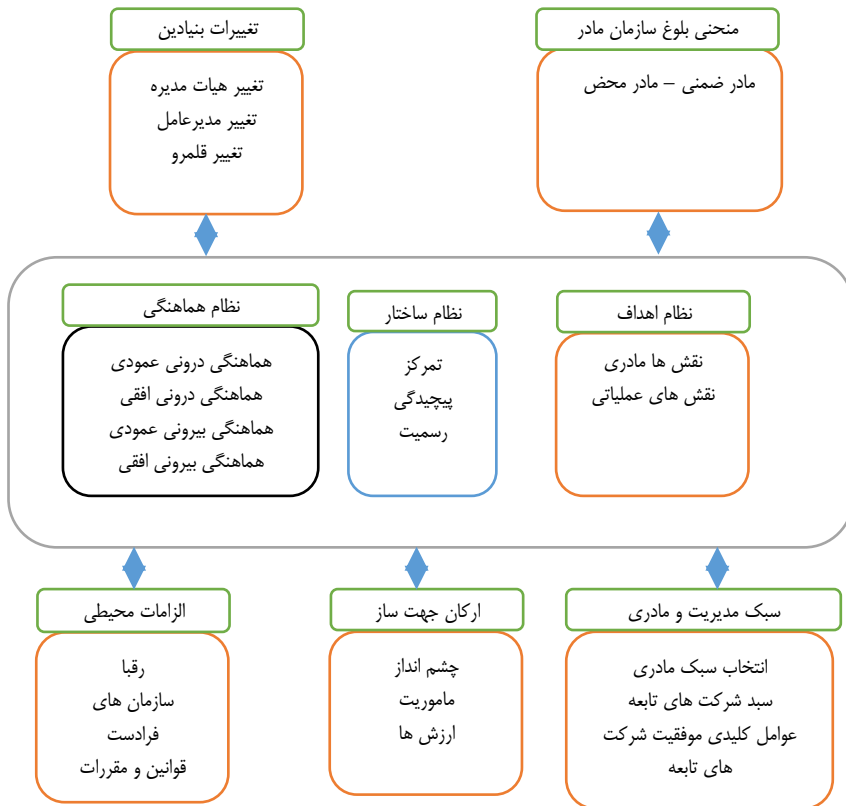 منحنی بلوغ سازمان مادر
مادر ضمنی – مادر محض
تغییرات بنیادین
تغییر هیات مدیره
تغییر مدیرعامل
تغییر قلمرو
نظام اهداف
نقش ها مادری
نقش های عملیاتی
نظام ساختار
تمرکز
پیچیدگی
رسمیت
نظام هماهنگی
هماهنگی درونی عمودی
هماهنگی درونی افقی
هماهنگی بیرونی عمودی
هماهنگی بیرونی افقی
سبک مدیریت و مادری
انتخاب سبک مادری
سبد شرکت های تابعه
عوامل کلیدی موفقیت شرکت
های تابعه
ارکان جهت ساز
چشم انداز
ماموریت
ارزش ها
الزامات محیطی
رقبا
سازمان های
فرادست
قوانین و مقررات